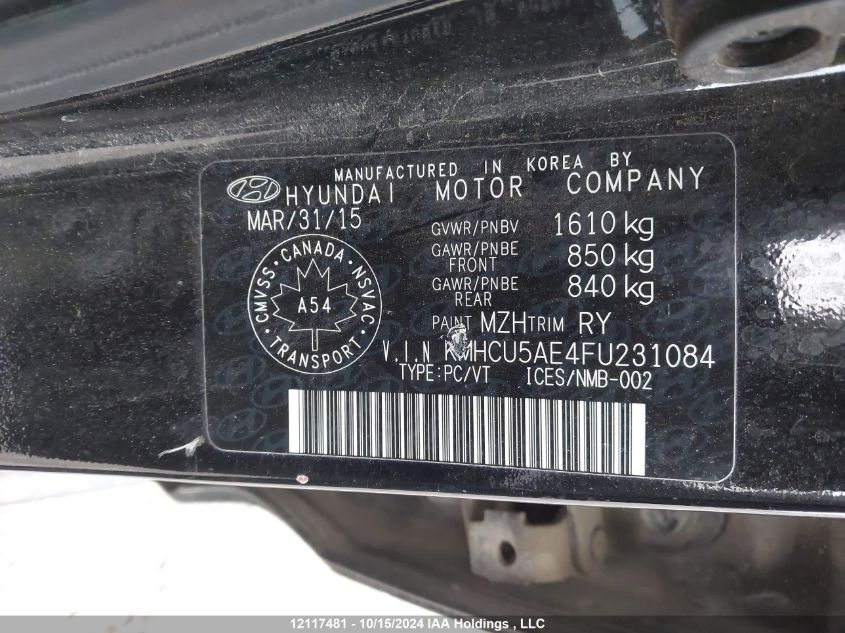 MANUFACTURED IN KOREA BY
HYUNDAI MOTOR COMPANY
MAR/31/15
GVWR/PNBV 1610 kg
GAWR/PNBE FRONT 850 kg
GAWR/PNBE REAR 840 kg
CMVSS · CANADA · NSVAC · TRANSPORT ·
A54
PAINT MZH TRIM RY
V.I.N KMHCU5AE4FU231084
TYPE:PC/VT ICES/NMB-002
12117481 - 10/15/2024 IAA Holdings , LLC